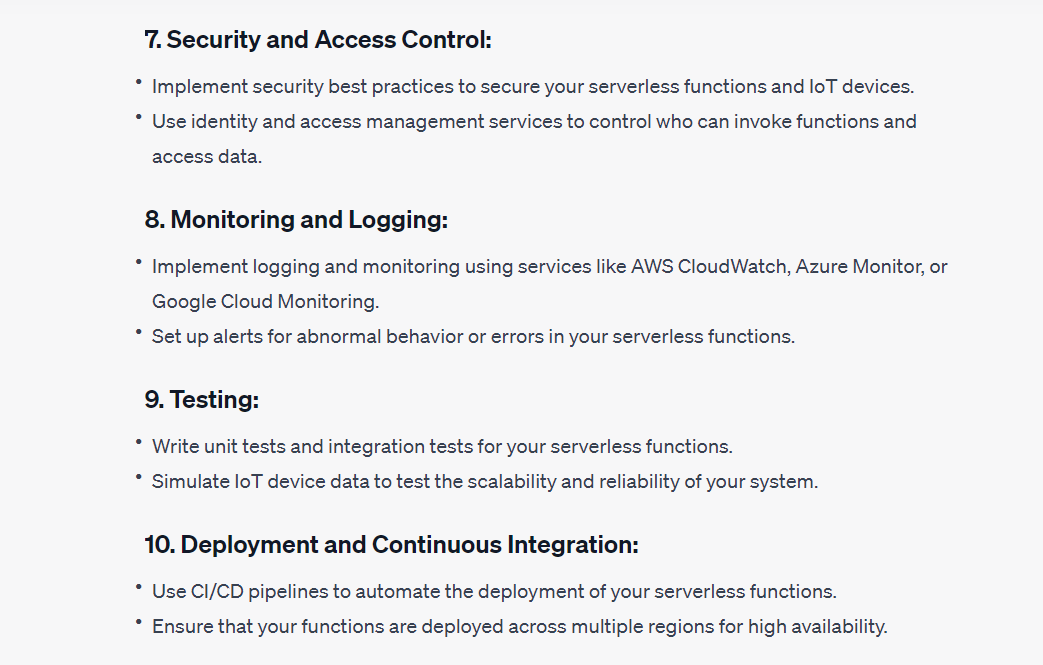 7. Security and Access Control:
• Implement security best practices to secure your serverless functions and IoT devices.
• Use identity and access management services to control who can invoke functions and
access data.
8. Monitoring and Logging:
• Implement logging and monitoring using services like AWS CloudWatch, Azure Monitor, or
Google Cloud Monitoring.
• Set up alerts for abnormal behavior or errors in your serverless functions.
9. Testing:
• Write unit tests and integration tests for your serverless functions.
• Simulate IoT device data to test the scalability and reliability of your system.
10. Deployment and Continuous Integration:
• Use CI/CD pipelines to automate the deployment of your serverless functions.
• Ensure that your functions are deployed across multiple regions for high availability.